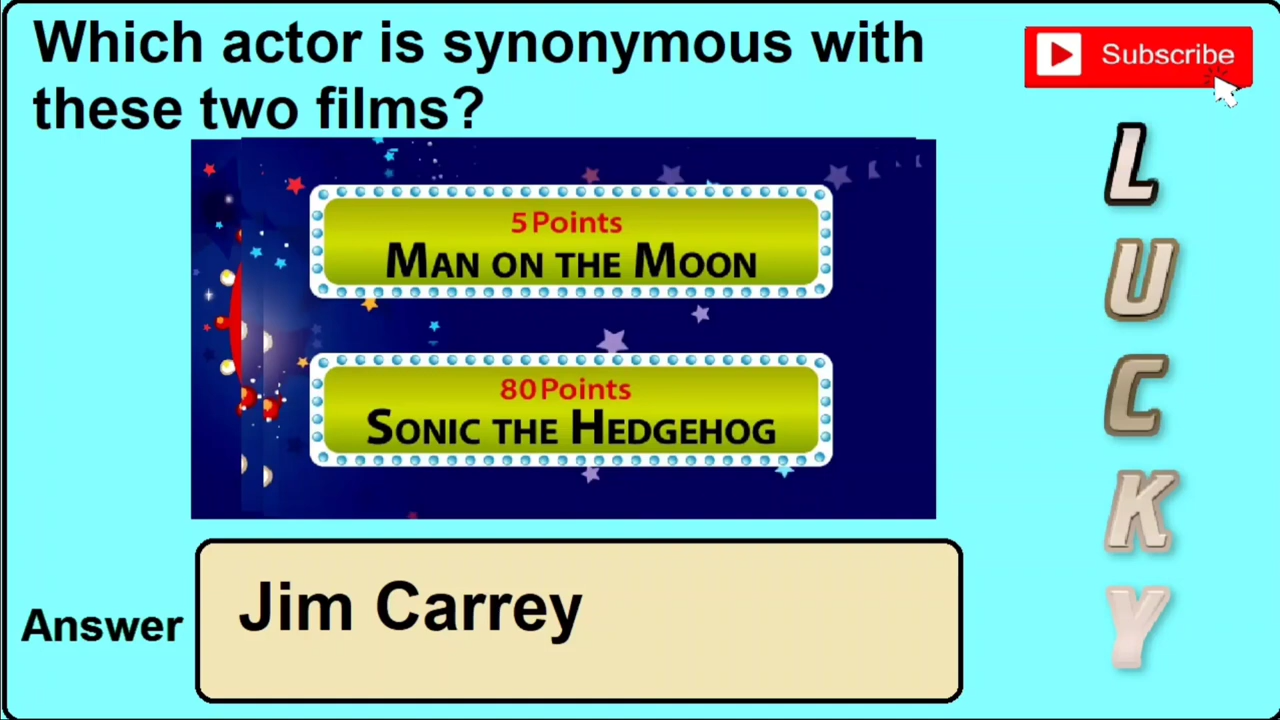 Which actor is synonymous with
these two films?
Subscribe
5 Points
MAN ON THE MOON
80 Points
SONIC THE HEDGEHOG
Answer
Jim Carrey
L
U
C
K
Y